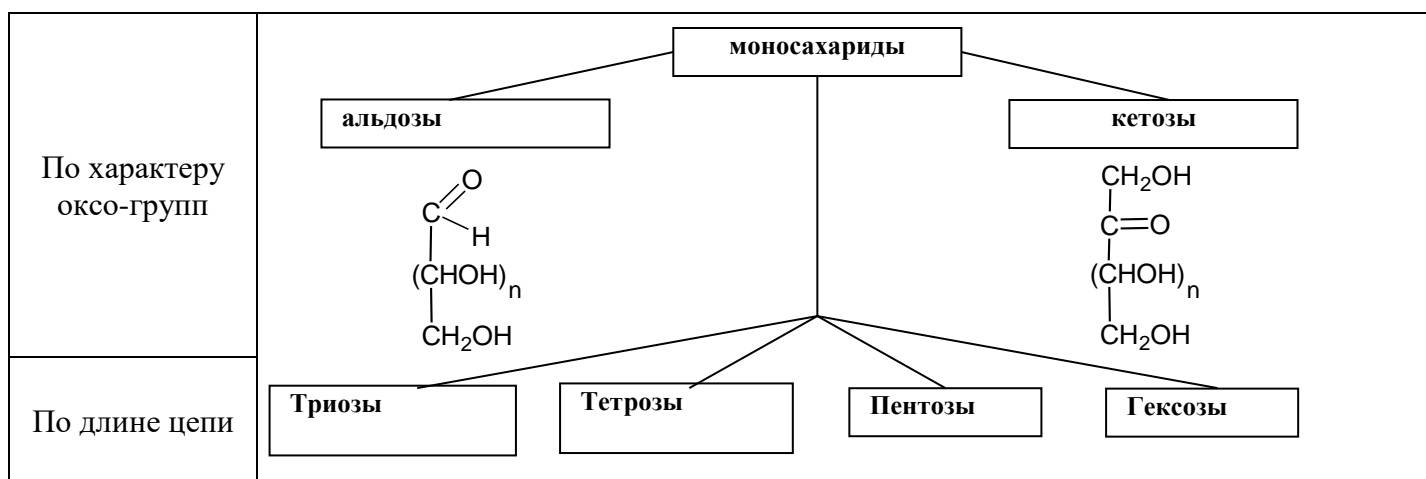 моносахариды
альдозы
кетозы
По характеру
оксо-групп
O
C
H
(CHOH)n
CH2OH
CH2OH
C=O
(CHOH)n
CH2OH
По длине цепи
Триозы
Тетрозы
Пентозы
Гексозы